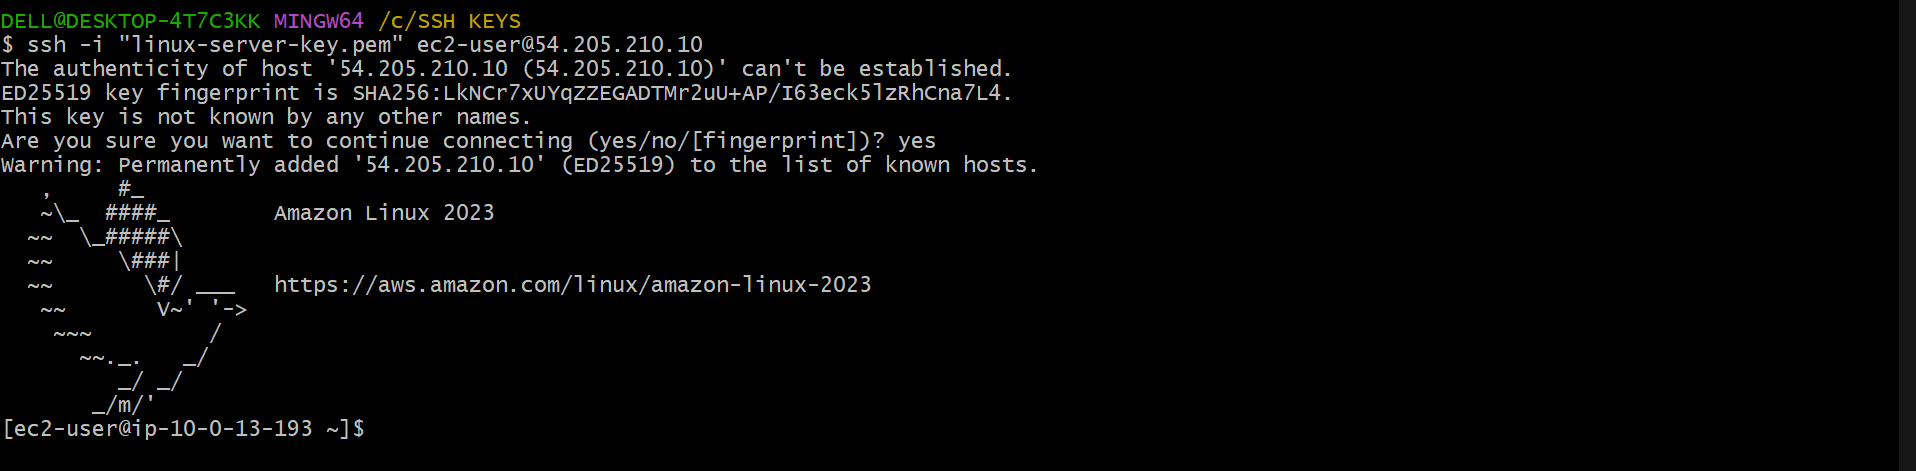 DELL@DESKTOP-4T7C3KK MINGW64 /c/SSH KEYS
$ ssh -i "linux-server-key.pem" ec2-user@54.205.210.10
The authenticity of host '54.205.210.10 (54.205.210.10)' can't be established.
ED25519 key fingerprint is SHA256:LkNCr7xUYqZZEGADTMr2uU+AP/I63eck5lzRhCna7L4.
This key is not known by any other names.
Are you sure you want to continue connecting (yes/no/[fingerprint])? yes
Warning: Permanently added '54.205.210.10' (ED25519) to the list of known hosts.
   ,     #_
   ~\_  ####_        Amazon Linux 2023
  ~~  \_#####\
  ~~     \###|
  ~~       \#/ ___   https://aws.amazon.com/linux/amazon-linux-2023
   ~~       V~' '->
    ~~~         /
      ~~._.   _/
         _/ _/
       _/m/'
[ec2-user@ip-10-0-13-193 ~]$